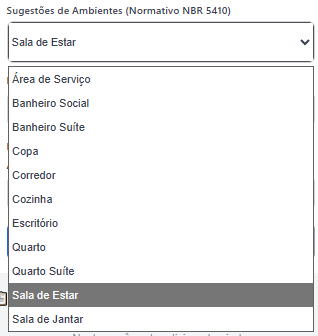 Sugestões de Ambientes (Normativo NBR 5410)
Sala de Estar
Área de Serviço
Banheiro Social
Banheiro Suíte
Copa
Corredor
Cozinha
Escritório
Quarto
Quarto Suíte
Sala de Estar
Sala de Jantar